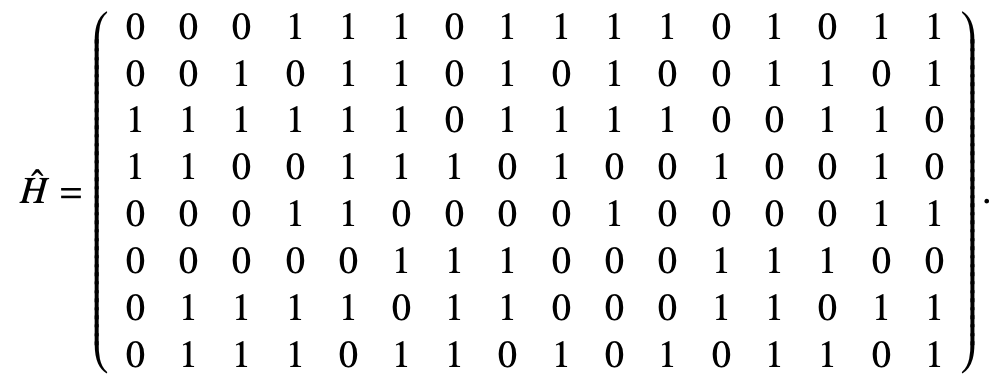 0 0 0 1 1 1 0 1 1 1 1 0 1 0 1 1
0 0 1 0 1 1 0 1 0 1 0 0 1 1 0 1
1 1 1 1 1 1 0 1 1 1 1 0 0 1 1 0
1 1 0 0 1 1 1 0 1 0 0 1 0 0 1 0
Ĥ = ( ) .
0 0 0 1 1 0 0 0 0 1 0 0 0 0 1 1
0 0 0 0 0 1 1 1 0 0 0 1 1 1 0 0
0 1 1 1 1 0 1 1 0 0 0 1 1 0 1 1
0 1 1 1 0 1 1 0 1 0 1 0 1 1 0 1